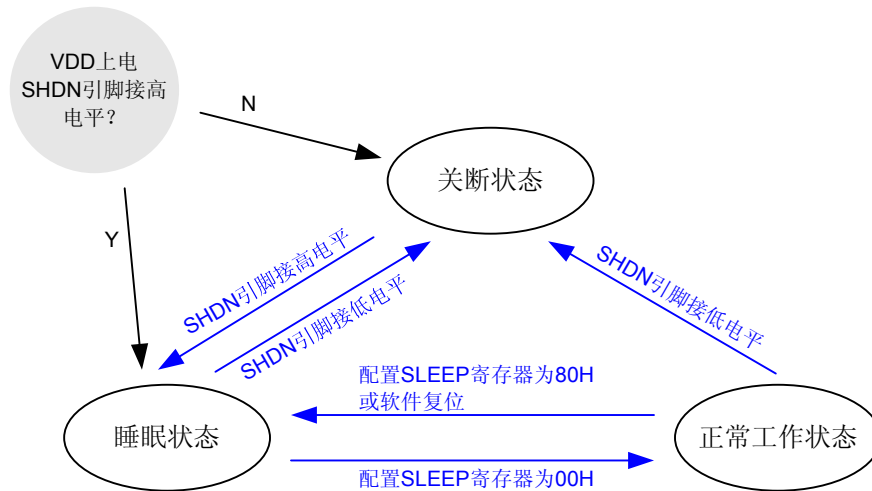 VDD上电
SHDN引脚接高
电平?
N
关断状态
Y
SHDN引脚接高电平
SHDN引脚接低电平
SHDN引脚接低电平
配置SLEEP寄存器为80H
或软件复位
睡眠状态
正常工作状态
配置SLEEP寄存器为00H